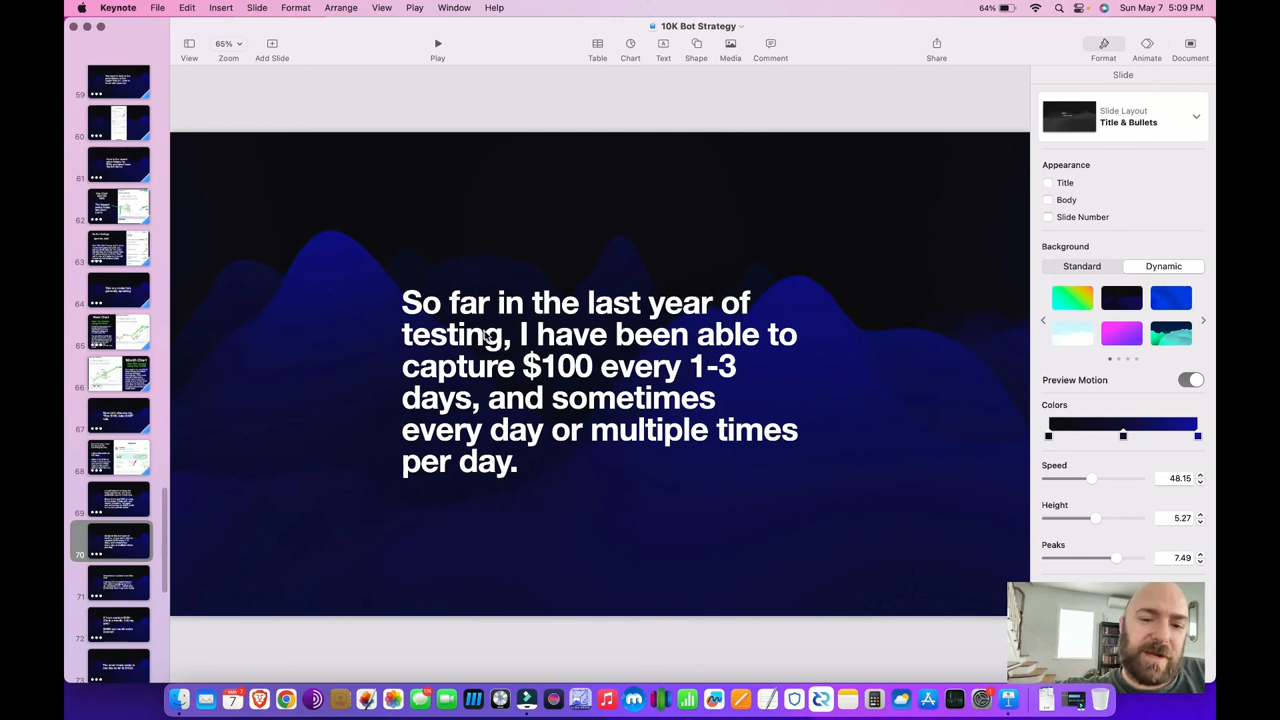 Keynote File Edit Insert Slide Format Arrange View Play Window Help
64% Sun May 7 5:09 PM
10K Bot Strategy
65%
View Zoom Add Slide Play Table Chart Text Shape Media Comment Share Format Animate Document
Slide
59
60
61
62
63
64
65
66
67
68
69
70
71
72
73
So far in the last year of
testing, I have been able to
capture $100 every 1-3
days, and sometimes
every day or multiple times
per day.
Slide Layout
Title & Bullets
Appearance
Title
Body
Slide Number
Background
Standard Dynamic
Preview Motion
Colors
Speed
48.15
Height
5.27
Peaks
7.49